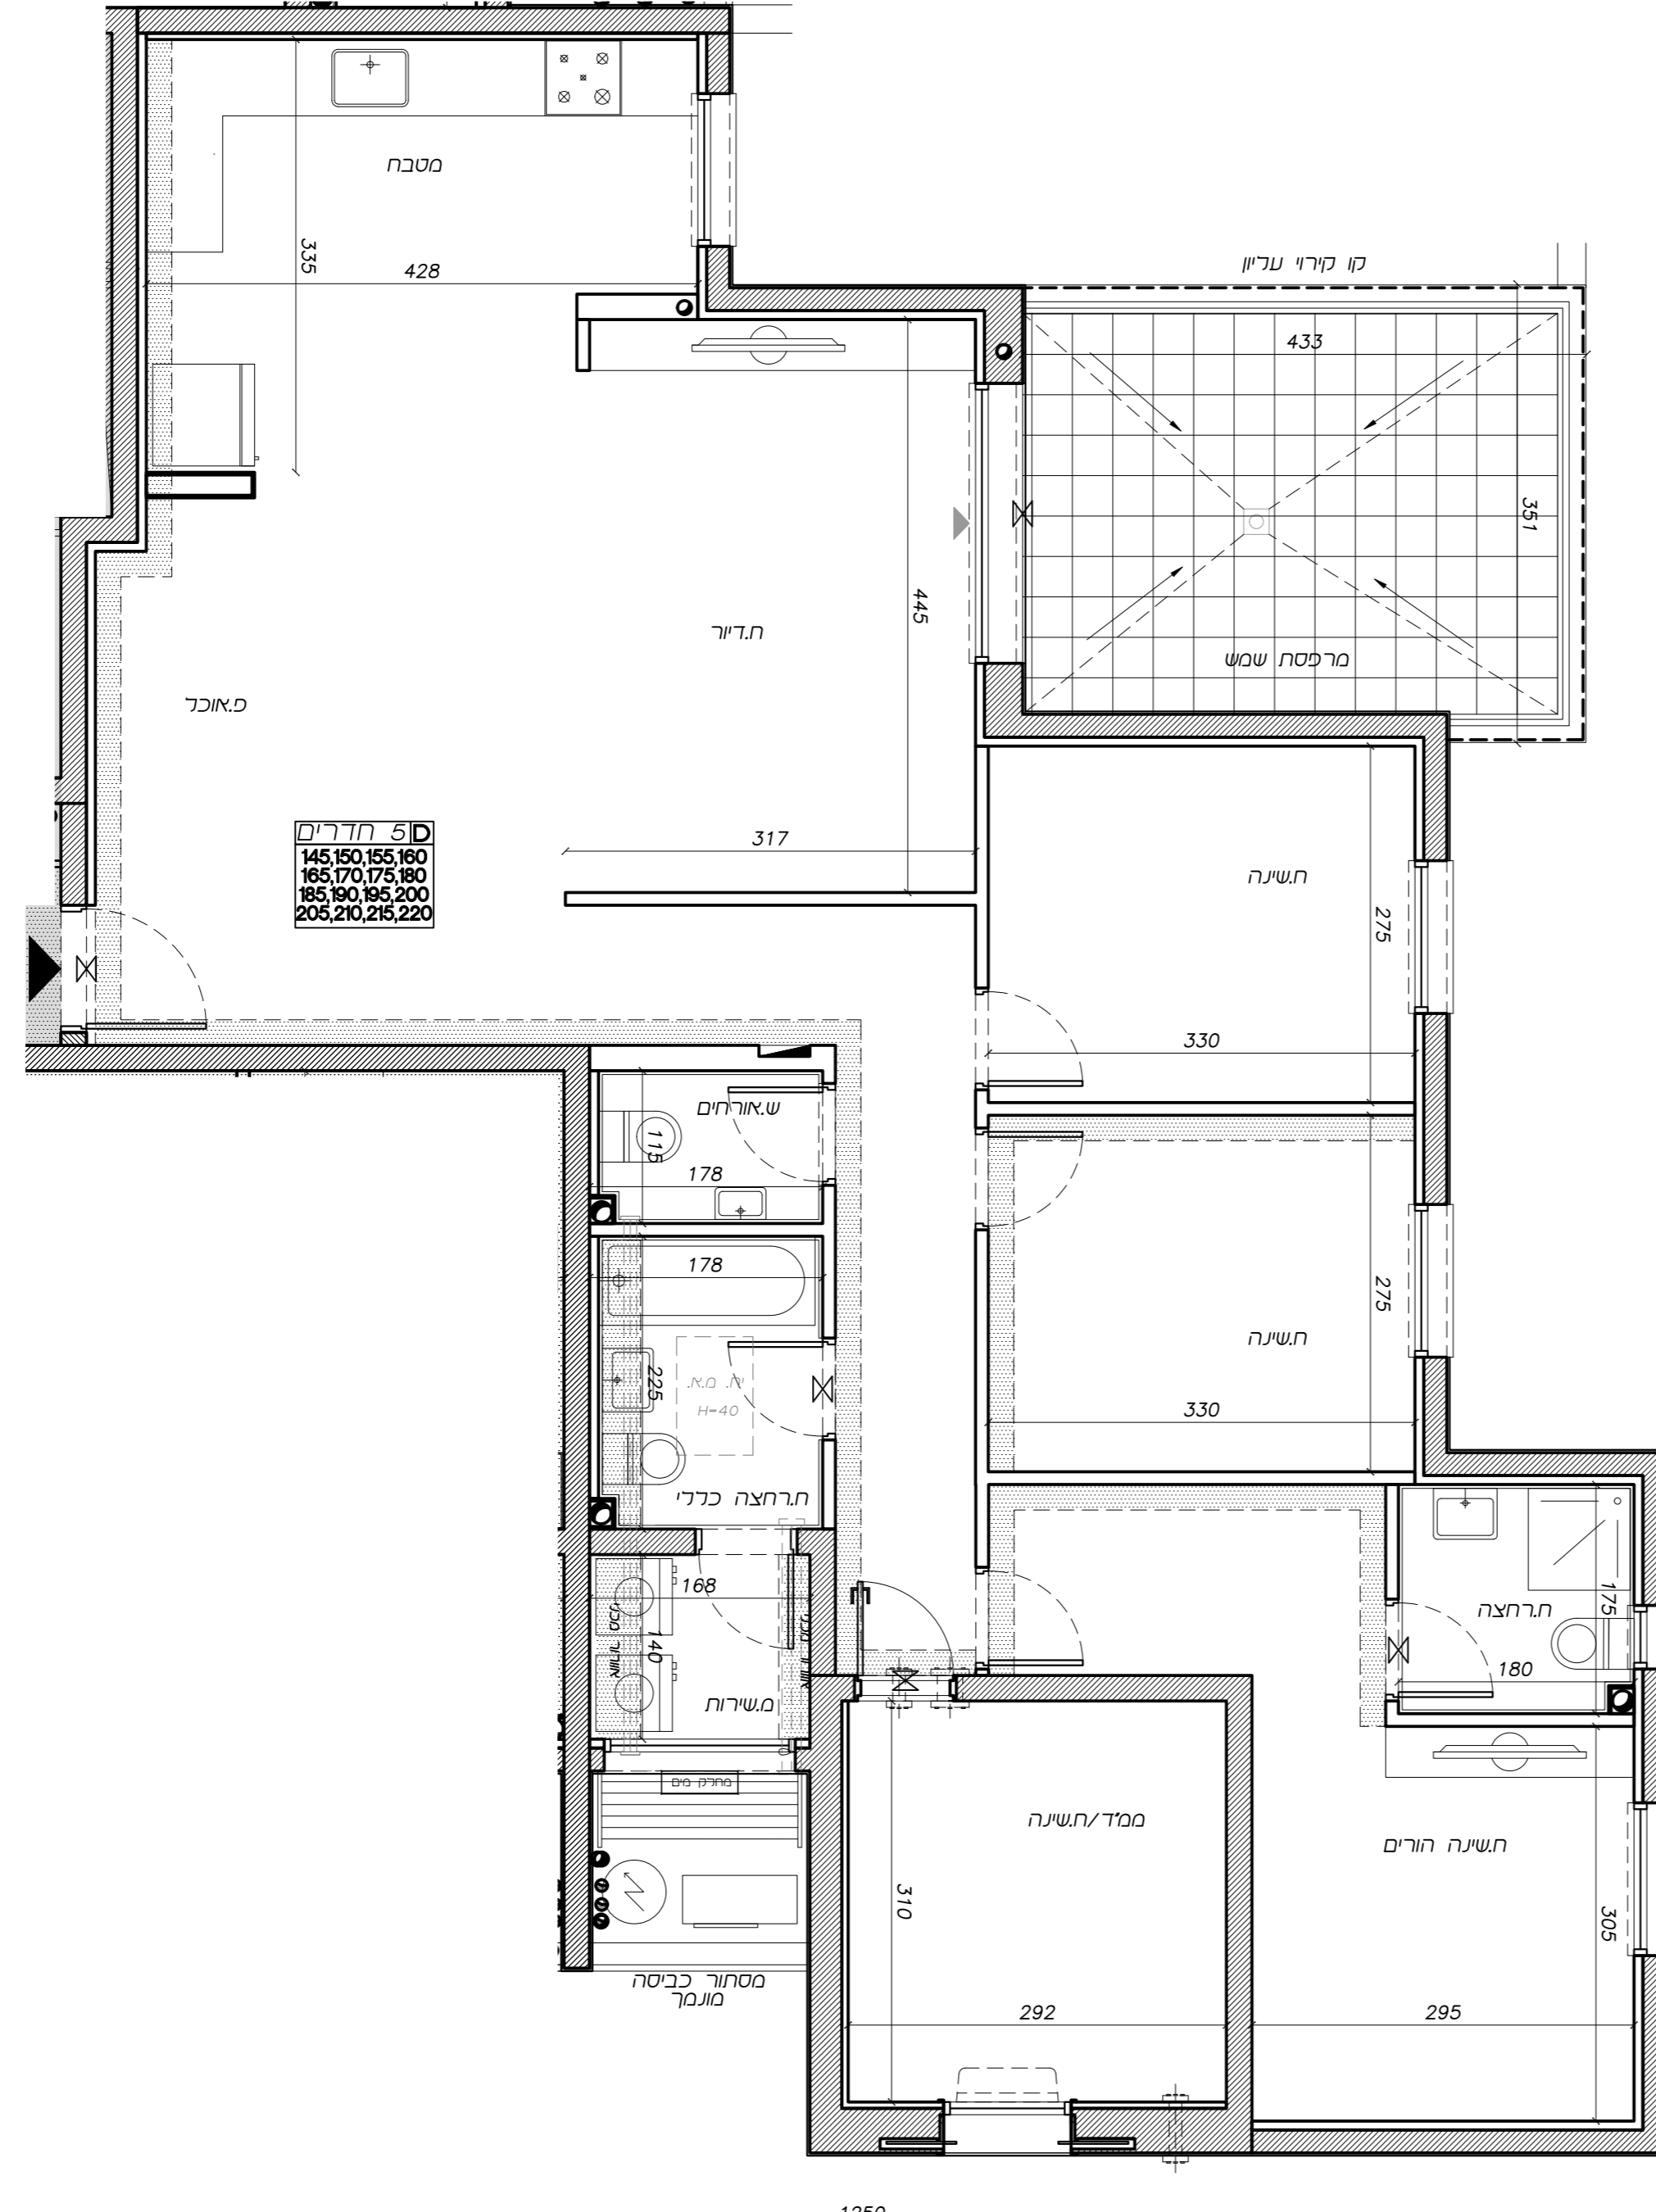 מטבח
335
428
קו קירוי עליון
433
351
מרפסת שמש
445
ח.דיור
פ.אוכל
5 חדרים D
145,150,155,160
165,170,175,180
185,190,195,200
205,210,215,220
317
ח.שינה
275
330
ש.אורחים
115
178
178
225
יח. מ.א.
H=40
ח.רחצה כללי
275
ח.שינה
330
168
140
מ.שירות
מחלק מים
מסתור כביסה
מונמך
ח.רחצה
175
180
ממ"ד/ח.שינה
310
292
ח.שינה הורים
305
295